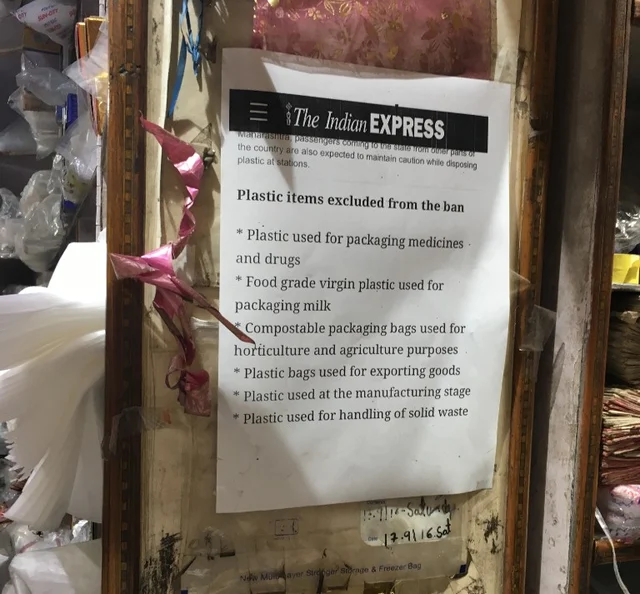 The Indian EXPRESS
Maharashtra, passengers coming to the state from other parts of
the country are also expected to maintain caution while disposing
plastic at stations.
Plastic items excluded from the ban
* Plastic used for packaging medicines
and drugs
* Food grade virgin plastic used for
packaging milk
* Compostable packaging bags used for
horticulture and agriculture purposes
* Plastic bags used for exporting goods
* Plastic used at the manufacturing stage
* Plastic used for handling of solid waste
17.9/16 Sat
Storage & Freezer Bag